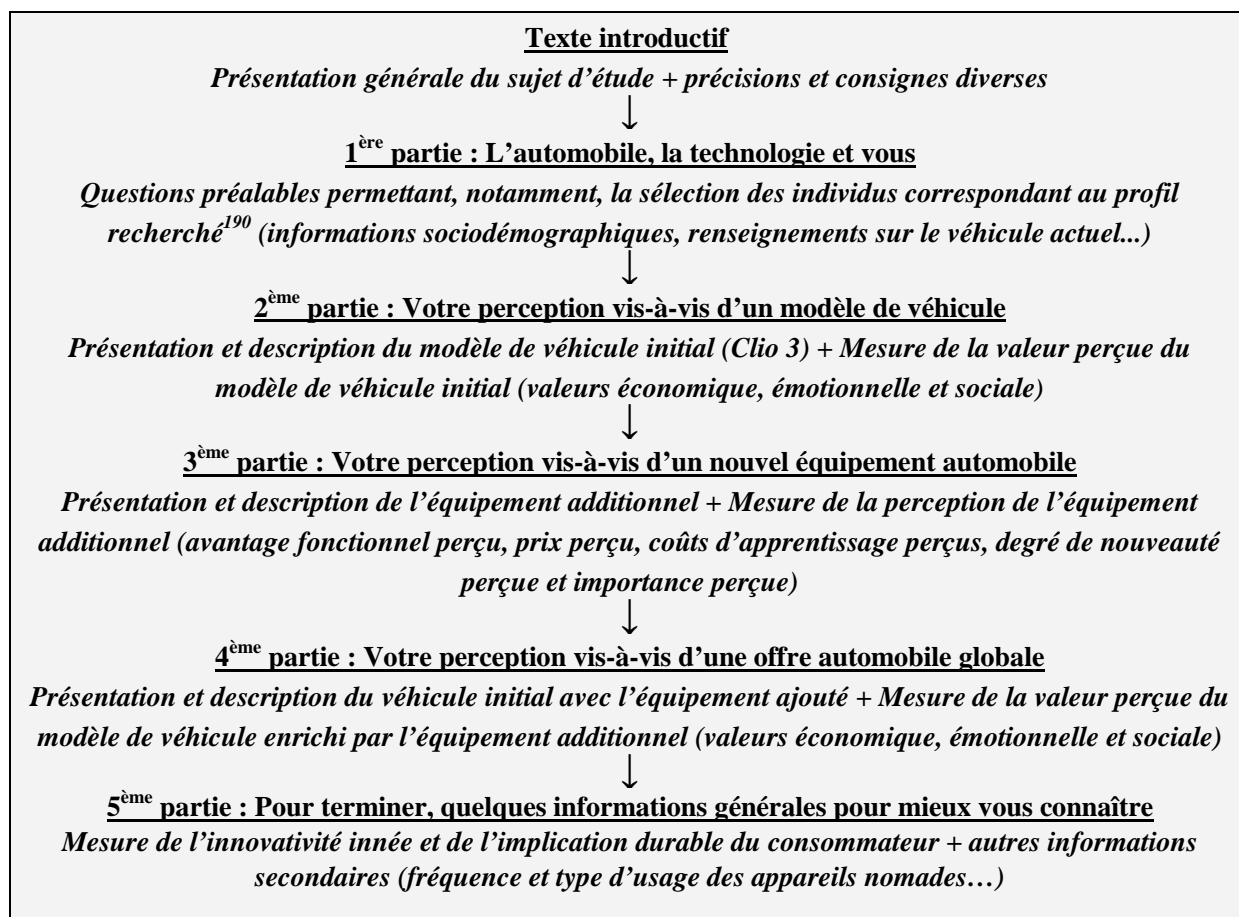 Texte introductif
Présentation générale du sujet d'étude + précisions et consignes diverses
↓
1ère partie : L'automobile, la technologie et vous
Questions préalables permettant, notamment, la sélection des individus correspondant au profil
recherché190 (informations sociodémographiques, renseignements sur le véhicule actuel...)
↓
2ème partie : Votre perception vis-à-vis d'un modèle de véhicule
Présentation et description du modèle de véhicule initial (Clio 3) + Mesure de la valeur perçue du
modèle de véhicule initial (valeurs économique, émotionnelle et sociale)
↓
3ème partie : Votre perception vis-à-vis d'un nouvel équipement automobile
Présentation et description de l'équipement additionnel + Mesure de la perception de l'équipement
additionnel (avantage fonctionnel perçu, prix perçu, coûts d'apprentissage perçus, degré de nouveauté
perçue et importance perçue)
↓
4ème partie : Votre perception vis-à-vis d'une offre automobile globale
Présentation et description du véhicule initial avec l'équipement ajouté + Mesure de la valeur perçue du
modèle de véhicule enrichi par l'équipement additionnel (valeurs économique, émotionnelle et sociale)
↓
5ème partie : Pour terminer, quelques informations générales pour mieux vous connaître
Mesure de l'innovativité innée et de l'implication durable du consommateur + autres informations
secondaires (fréquence et type d'usage des appareils nomades…)